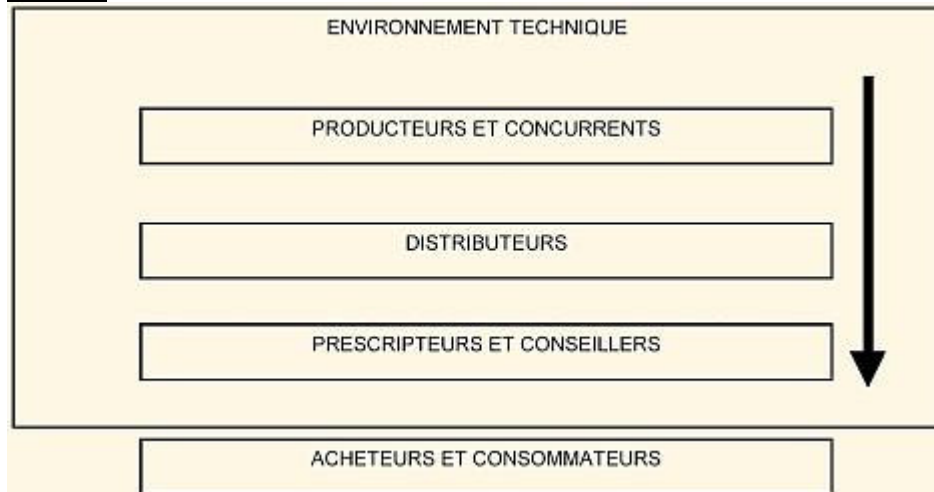 ENVIRONNEMENT TECHNIQUE
PRODUCTEURS ET CONCURRENTS
DISTRIBUTEURS
PRESCRIPTEURS ET CONSEILLERS
ACHETEURS ET CONSOMMATEURS